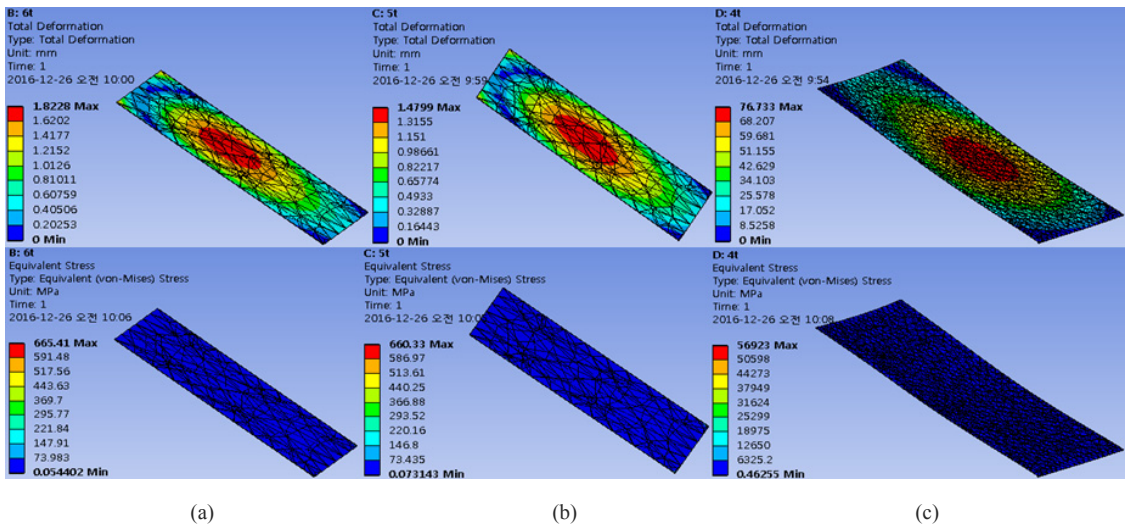 B: 6t
Total Deformation
Type: Total Deformation
Unit: mm
Time: 1
2016-12-26 오전 10:00
1.8228 Max
1.6202
1.4177
1.2152
1.0126
0.81011
0.60759
0.40506
0.20253
0 Min
C: 5t
Total Deformation
Type: Total Deformation
Unit: mm
Time: 1
2016-12-26 오전 9:59
1.4799 Max
1.3155
1.151
0.98661
0.82217
0.65774
0.4933
0.32887
0.16443
0 Min
D: 4t
Total Deformation
Type: Total Deformation
Unit: mm
Time: 1
2016-12-26 오전 9:54
76.733 Max
68.207
59.681
51.155
42.629
34.103
25.578
17.052
8.5258
0 Min
B: 6t
Equivalent Stress
Type: Equivalent (von-Mises) Stress
Unit: MPa
Time: 1
2016-12-26 오전 10:06
665.41 Max
591.48
517.56
443.63
369.7
295.77
221.84
147.91
73.983
0.054402 Min
C: 5t
Equivalent Stress
Type: Equivalent (von-Mises) Stress
Unit: MPa
Time: 1
2016-12-26 오전
660.33 Max
586.97
513.61
440.25
366.88
293.52
220.16
146.8
73.435
0.073143 Min
D: 4t
Equivalent Stress
Type: Equivalent (von-Mises) Stress
Unit: MPa
Time: 1
2016-12-26 오전 10:08
56923 Max
50598
44273
37949
31624
25299
18975
12650
6325.2
0.46255 Min
(a)
(b)
(c)